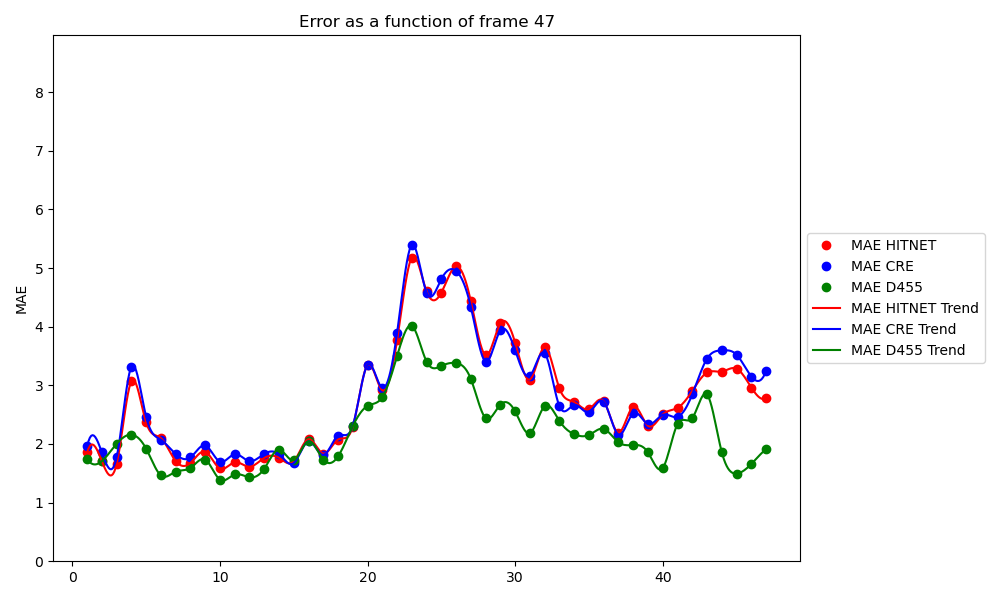 Error as a function of frame 47
MAE
8
7
6
5
4
3
2
1
0
0 10 20 30 40
MAE HITNET
MAE CRE
MAE D455
MAE HITNET Trend
MAE CRE Trend
MAE D455 Trend